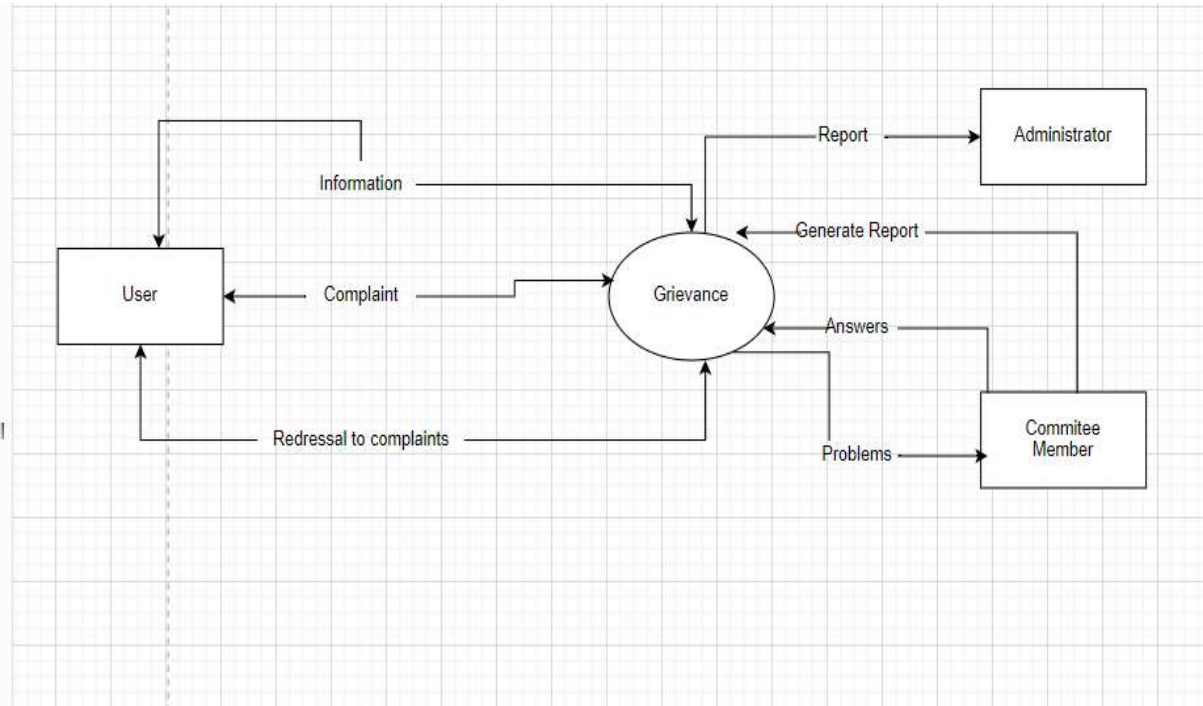 Report
Administrator
Information
Generate Report
User
Complaint
Grievance
Answers
Redressal to complaints
Commitee
Member
Problems